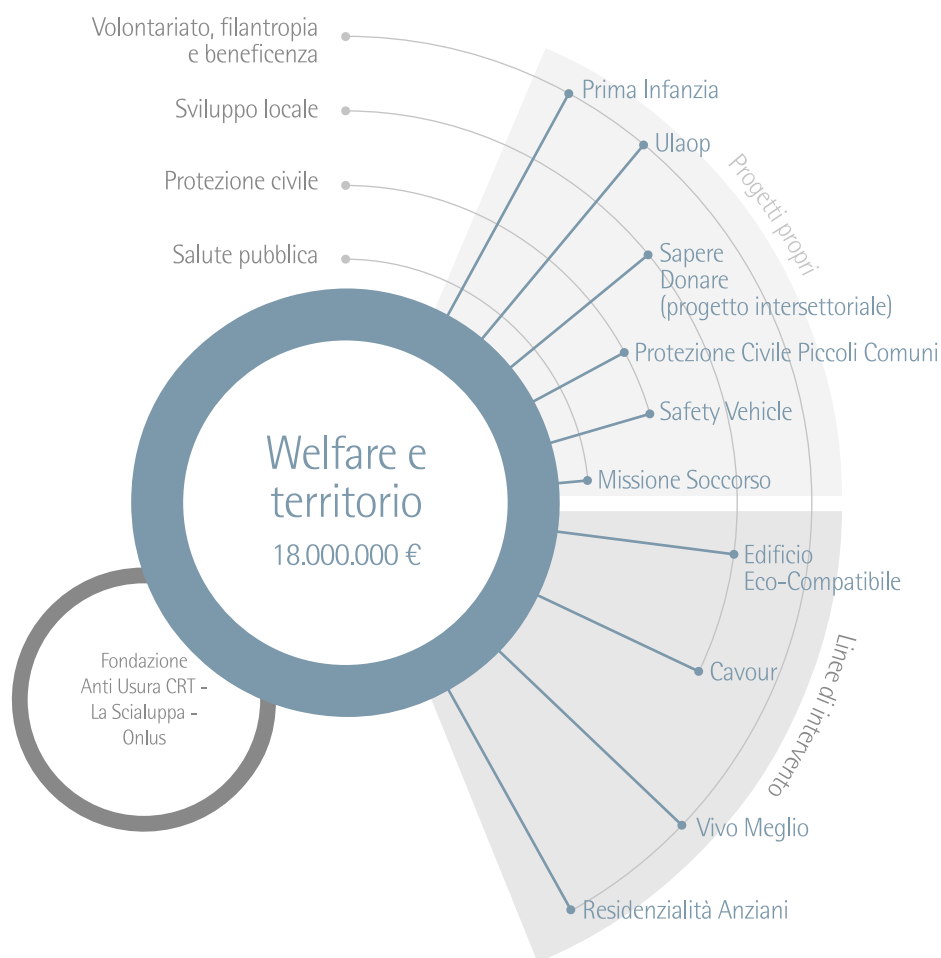 Volontariato, filantropia
e beneficenza
Sviluppo locale
Protezione civile
Salute pubblica
Prima Infanzia
Ulaop
Progetti propri
Sapere
Donare
(progetto intersettoriale)
Protezione Civile Piccoli Comuni
Safety Vehicle
Missione Soccorso
Welfare e
territorio
18.000.000 €
Edificio
Eco-Compatibile
Cavour
Linee di intervento
Vivo Meglio
Residenzialità Anziani
Fondazione
Anti Usura CRT -
La Scialuppa -
Onlus